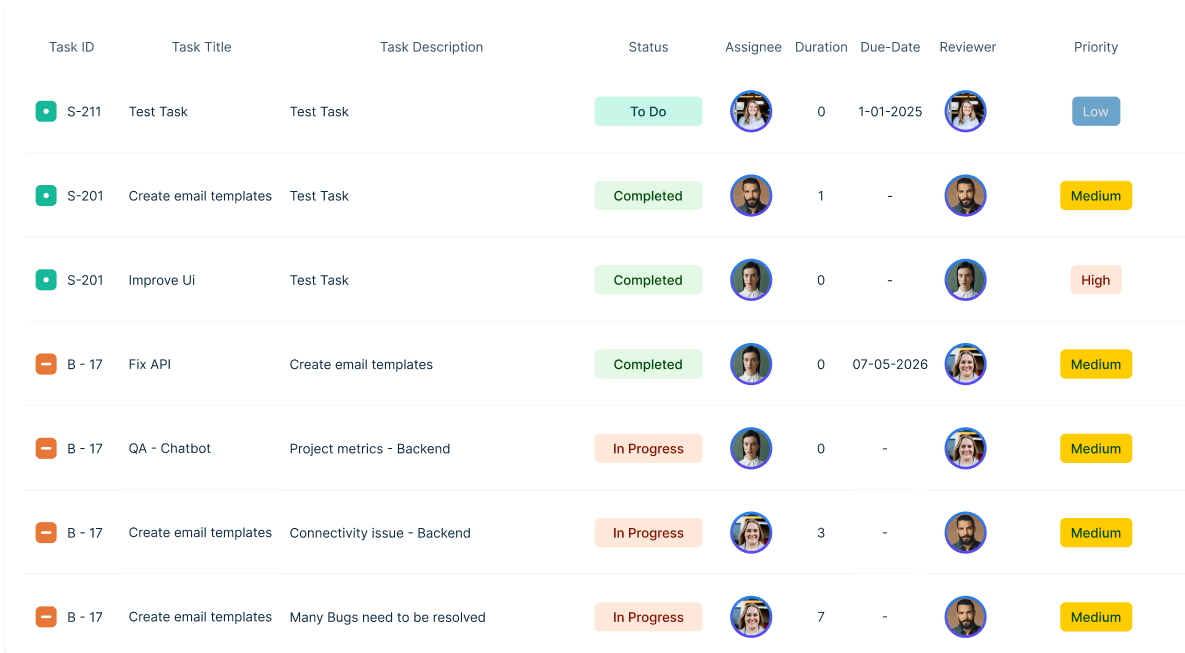 Task ID Task Title Task Description Status Assignee Duration Due-Date Reviewer Priority
S-211 Test Task Test Task To Do 0 1-01-2025 Low
S-201 Create email templates Test Task Completed 1 - Medium
S-201 Improve Ui Test Task Completed 0 - High
B - 17 Fix API Create email templates Completed 0 07-05-2026 Medium
B - 17 QA - Chatbot Project metrics - Backend In Progress 0 - Medium
B - 17 Create email templates Connectivity issue - Backend In Progress 3 - Medium
B - 17 Create email templates Many Bugs need to be resolved In Progress 7 - Medium